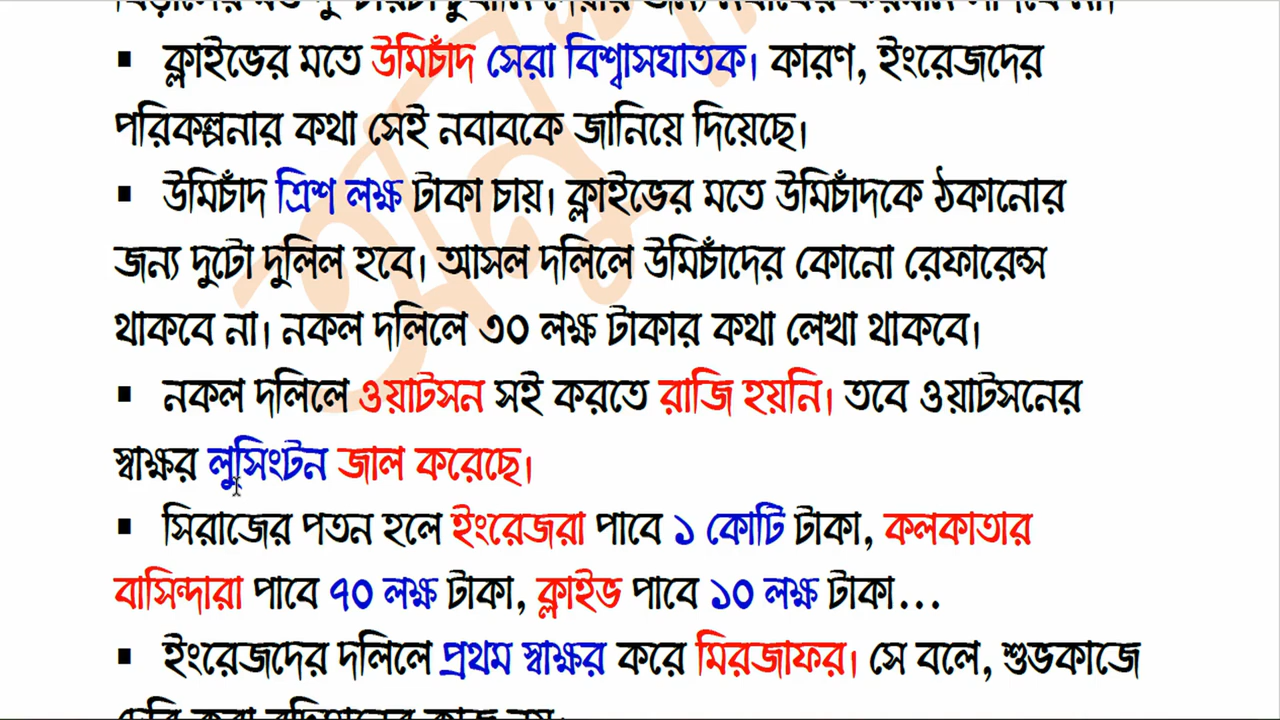 ▪ ক্লাইভের মতে উমিচাঁদ সেরা বিশ্বাসঘাতক। কারণ, ইংরেজদের
পরিকল্পনার কথা সেই নবাবকে জানিয়ে দিয়েছে।
▪ উমিচাঁদ ত্রিশ লক্ষ টাকা চায়। ক্লাইভের মতে উমিচাঁদকে ঠকানোর
জন্য দুটো দুলিল হবে। আসল দলিলে উমিচাঁদের কোনো রেফারেন্স
থাকবে না। নকল দলিলে ৩০ লক্ষ টাকার কথা লেখা থাকবে।
▪ নকল দলিলে ওয়াটসন সই করতে রাজি হয়নি। তবে ওয়াটসনের
স্বাক্ষর লুসিংটন জাল করেছে।
▪ সিরাজের পতন হলে ইংরেজরা পাবে ১ কোটি টাকা, কলকাতার
বাসিন্দারা পাবে ৭০ লক্ষ টাকা, ক্লাইভ পাবে ১০ লক্ষ টাকা...
▪ ইংরেজদের দলিলে প্রথম স্বাক্ষর করে মিরজাফর। সে বলে, শুভকাজে